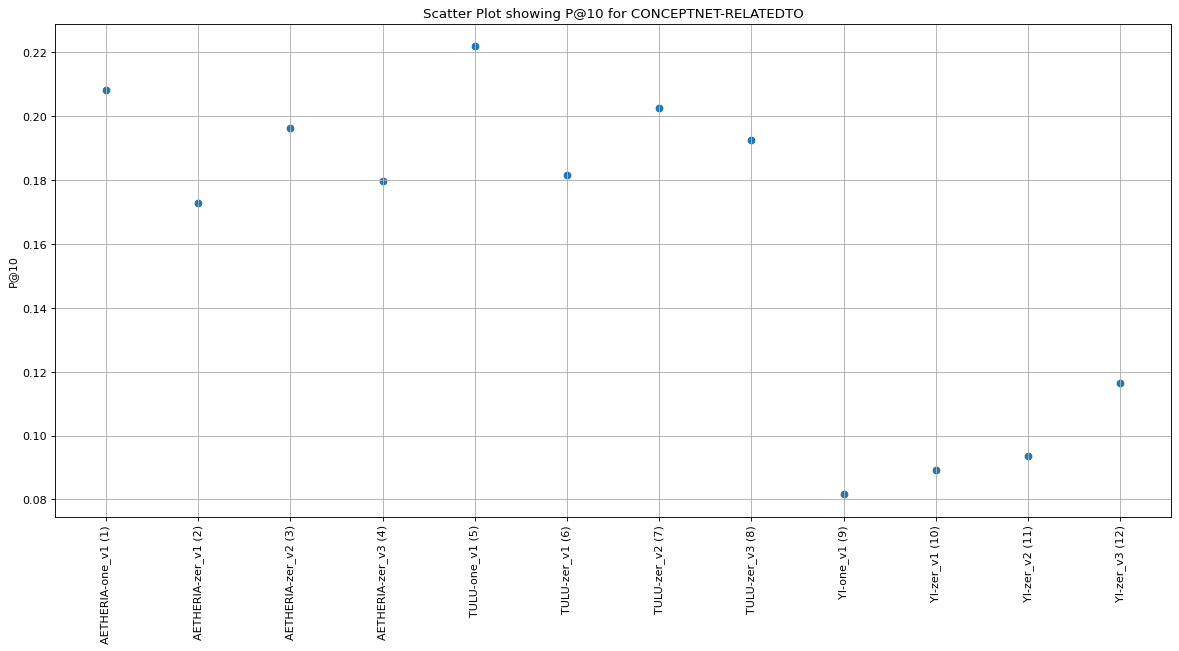 Scatter Plot showing P@10 for CONCEPTNET-RELATEDTO
P@10
0.22
0.20
0.18
0.16
0.14
0.12
0.10
0.08
AETHERIA-one_v1 (1)
AETHERIA-zer_v1 (2)
AETHERIA-zer_v2 (3)
AETHERIA-zer_v3 (4)
TULU-one_v1 (5)
TULU-zer_v1 (6)
TULU-zer_v2 (7)
TULU-zer_v3 (8)
YI-one_v1 (9)
YI-zer_v1 (10)
YI-zer_v2 (11)
YI-zer_v3 (12)